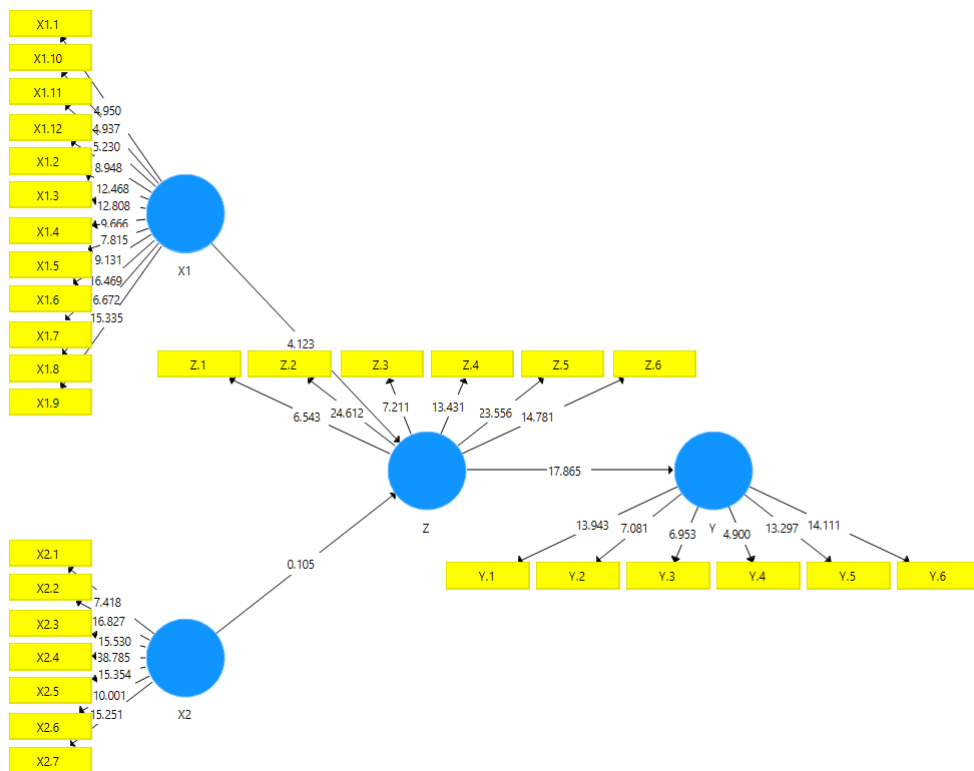 X1.1
X1.10
X1.11
X1.12
X1.2
X1.3
X1.4
X1.5
X1.6
X1.7
X1.8
X1.9
4.950
4.937
5.230
8.948
12.468
12.808
9.666
7.815
9.131
6.469
6.672
15.335
X1
4.123
Z.1 Z.2 Z.3 Z.4 Z.5 Z.6
6.543 24.612 7.211 13.431 23.556 14.781
Z
17.865
Y
13.943 7.081 6.953 4.900 13.297 14.111
Y.1 Y.2 Y.3 Y.4 Y.5 Y.6
0.105
X2.1
X2.2
X2.3
X2.4
X2.5
X2.6
X2.7
7.418
16.827
15.530
38.785
15.354
10.001
15.251
X2